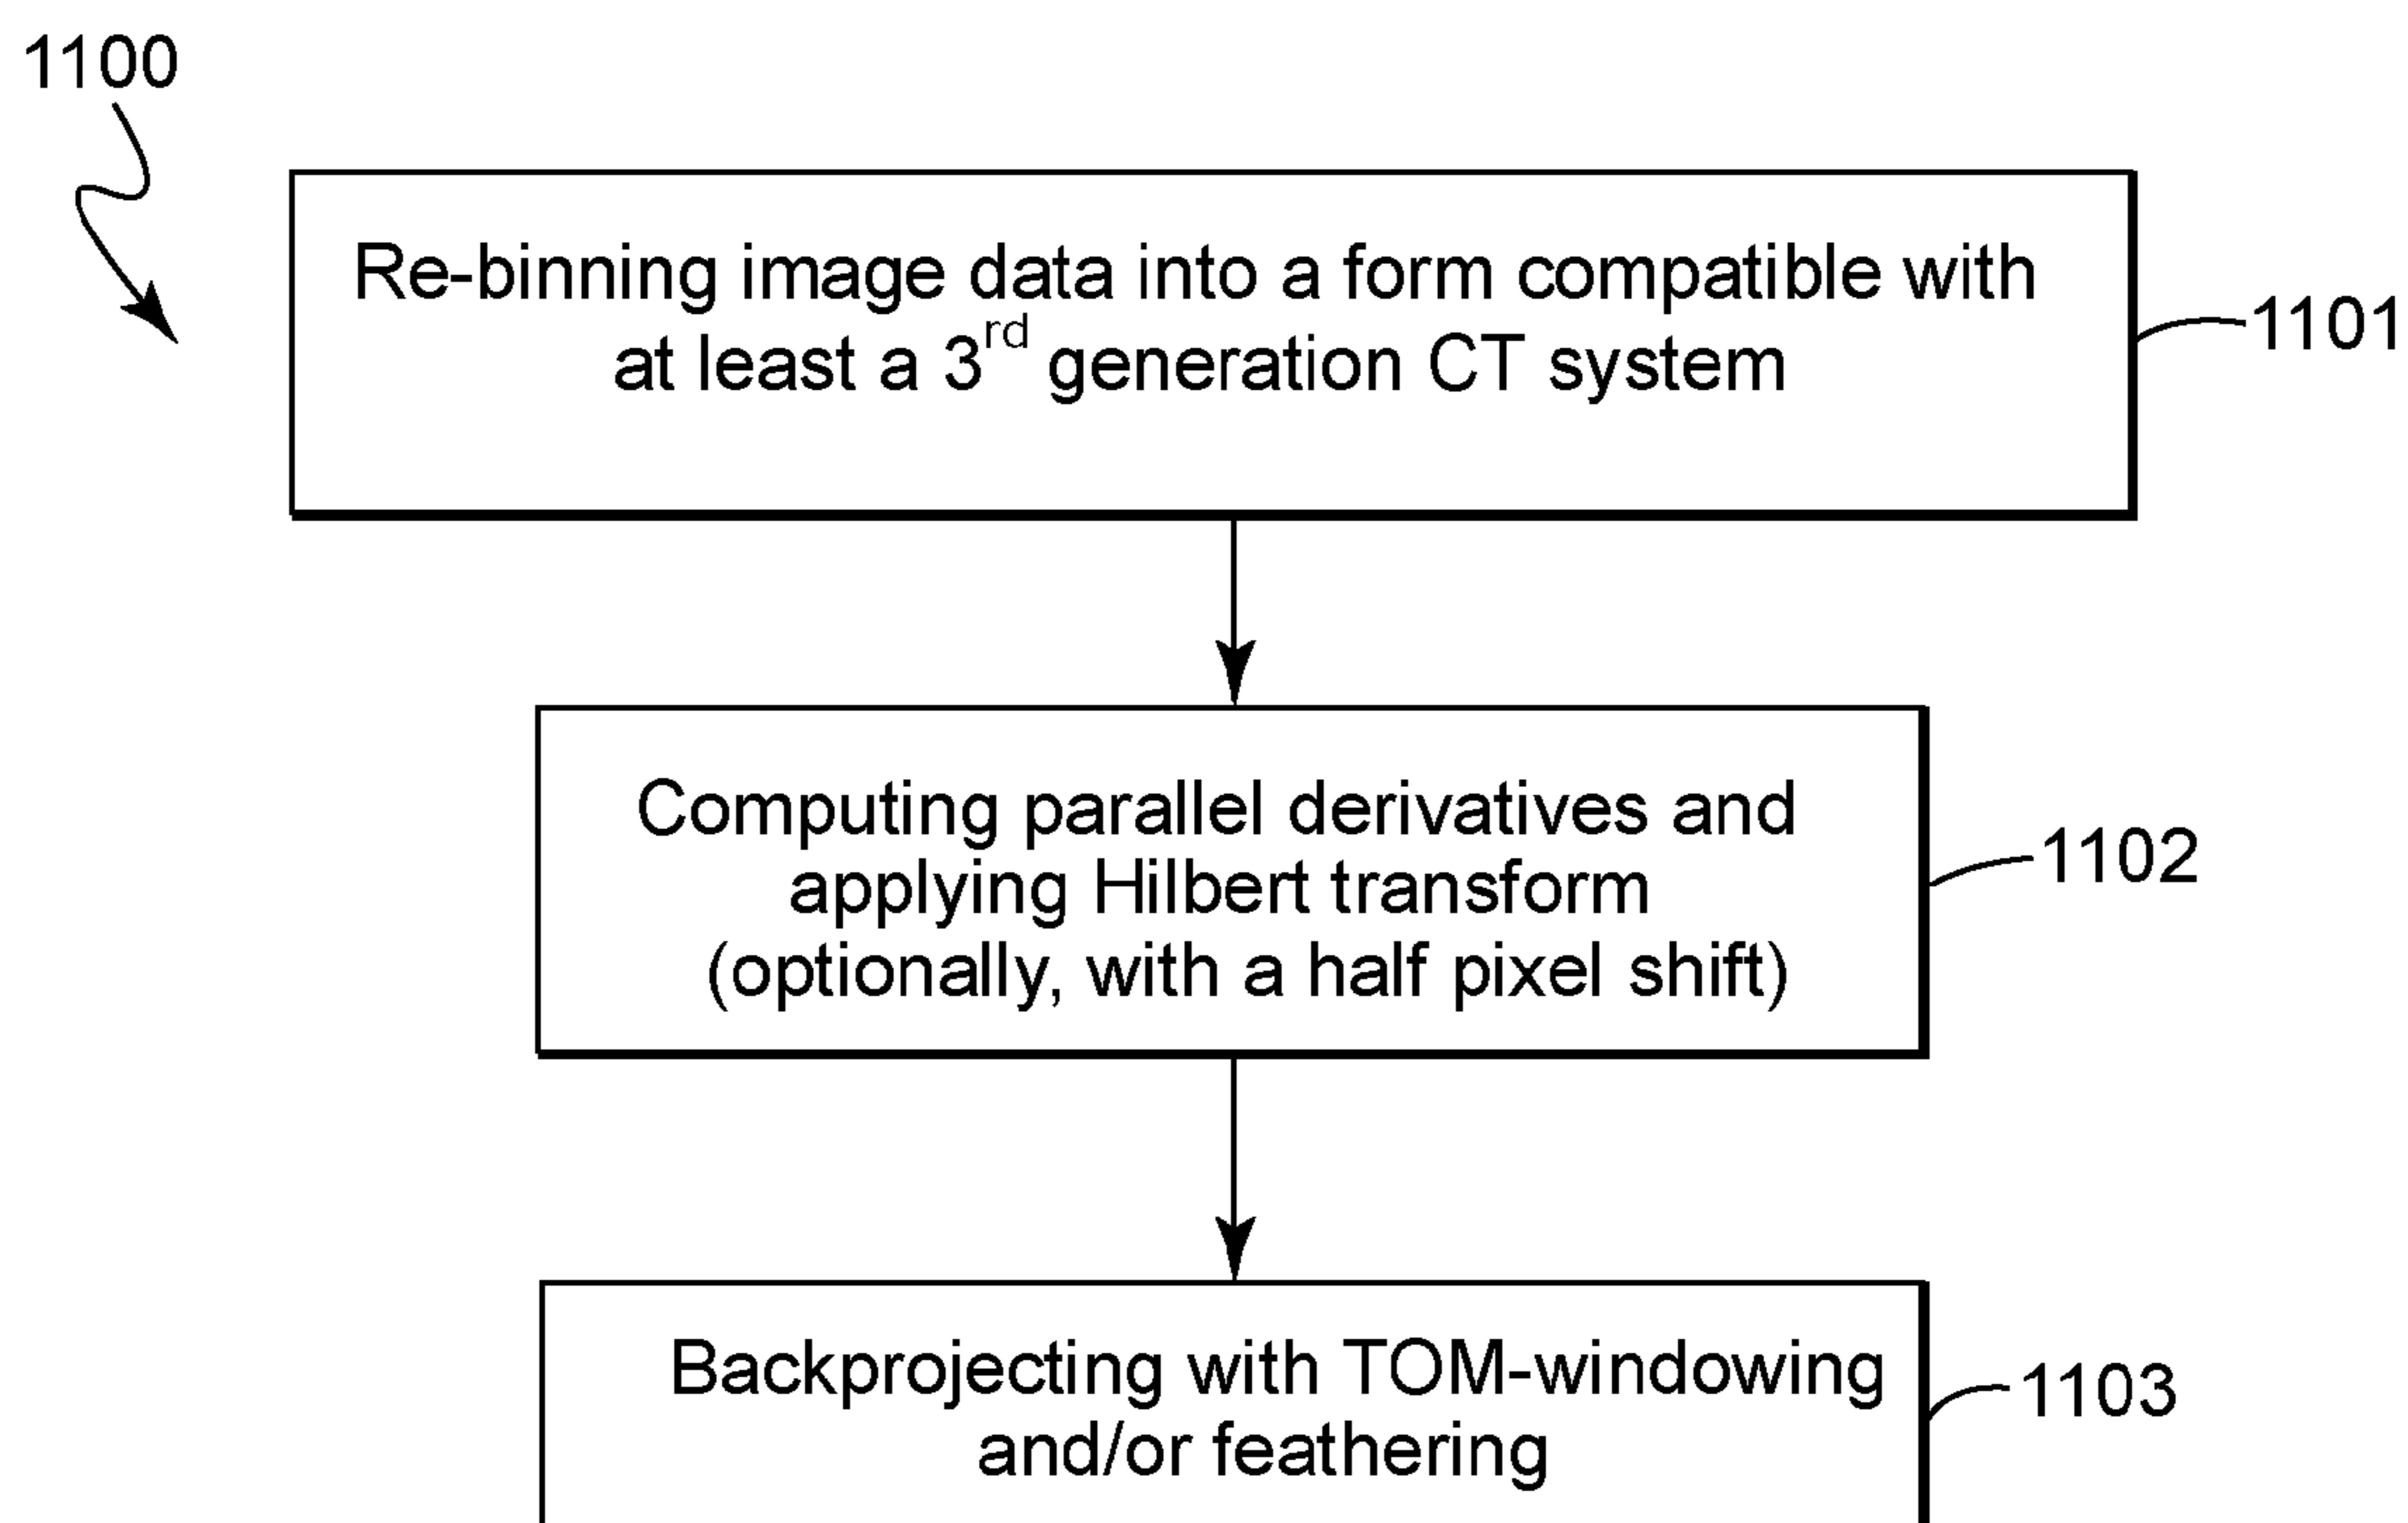 1100
Re-binning image data into a form compatible with
at least a 3rd generation CT system
1101
Computing parallel derivatives and
applying Hilbert transform
(optionally, with a half pixel shift)
1102
Backprojecting with TOM-windowing
and/or feathering
1103